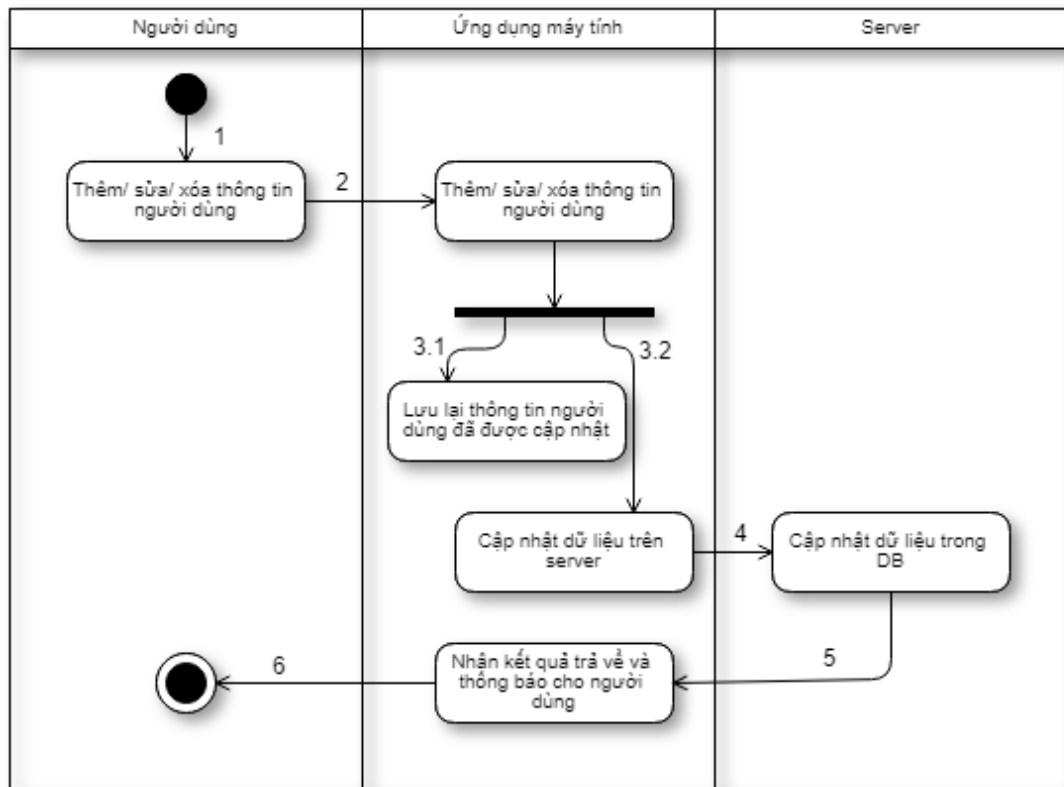 Người dùng
Ứng dụng máy tính
Server
1
Thêm/ sửa/ xóa thông tin
người dùng
2
Thêm/ sửa/ xóa thông tin
người dùng
3.1
3.2
Lưu lại thông tin người
dùng đã được cập nhật
Cập nhật dữ liệu trên
server
4
Cập nhật dữ liệu trong
DB
5
Nhận kết quả trả về và
thông báo cho người
dùng
6